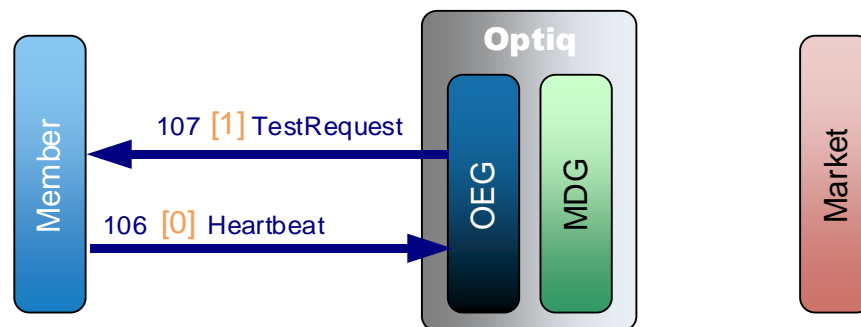 Optiq
107 [1] TestRequest
106 [0] Heartbeat
Member
OEG
MDG
Market